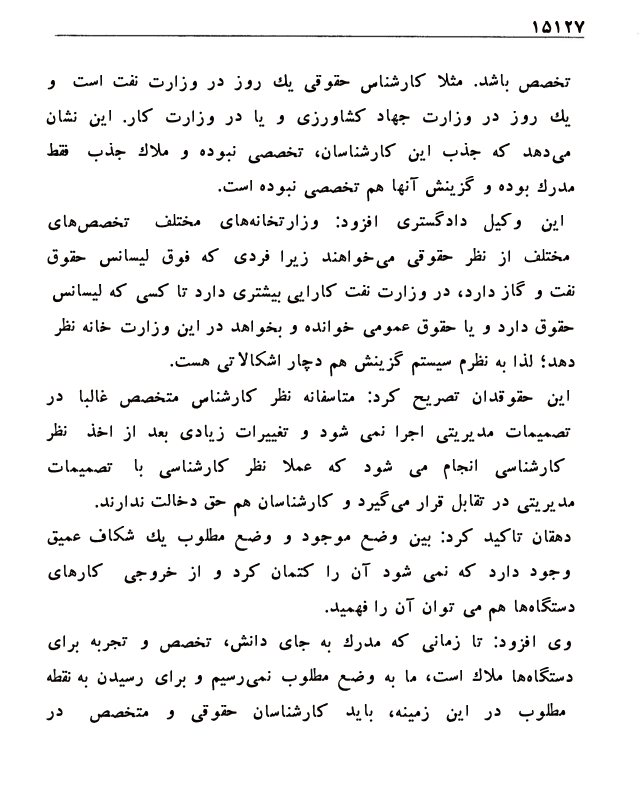 ۱۵۱۲۷
تخصص باشد. مثلا کارشناس حقوقی یك روز در وزارت نفت است و
یك روز در وزارت جهاد کشاورزی و یا در وزارت کار. این نشان
می‌دهد که جذب این کارشناسان، تخصصی نبوده و ملاك جذب فقط
مدرك بوده و گزینش آنها هم تخصصی نبوده است.
این وکیل دادگستری افزود: وزارتخانه‌های مختلف تخصص‌های
مختلف از نظر حقوقی می‌خواهند زیرا فردی که فوق لیسانس حقوق
نفت و گاز دارد، در وزارت نفت کارایی بیشتری دارد تا کسی که لیسانس
حقوق دارد و یا حقوق عمومی خوانده و بخواهد در این وزارت خانه نظر
دهد؛ لذا به نظرم سیستم گزینش هم دچار اشکالاتی هست.
این حقوقدان تصریح کرد: متاسفانه نظر کارشناس متخصص غالبا در
تصمیمات مدیریتی اجرا نمی شود و تغییرات زیادی بعد از اخذ نظر
کارشناسی انجام می شود که عملا نظر کارشناسی با تصمیمات
مدیریتی در تقابل قرار می‌گیرد و کارشناسان هم حق دخالت ندارند.
دهقان تاکید کرد: بین وضع موجود و وضع مطلوب یك شکاف عمیق
وجود دارد که نمی شود آن را کتمان کرد و از خروجی کارهای
دستگاه‌ها هم می توان آن را فهمید.
وی افزود: تا زمانی که مدرك به جای دانش، تخصص و تجربه برای
دستگاه‌ها ملاك است، ما به وضع مطلوب نمی‌رسیم و برای رسیدن به نقطه
مطلوب در این زمینه، باید کارشناسان حقوقی و متخصص در